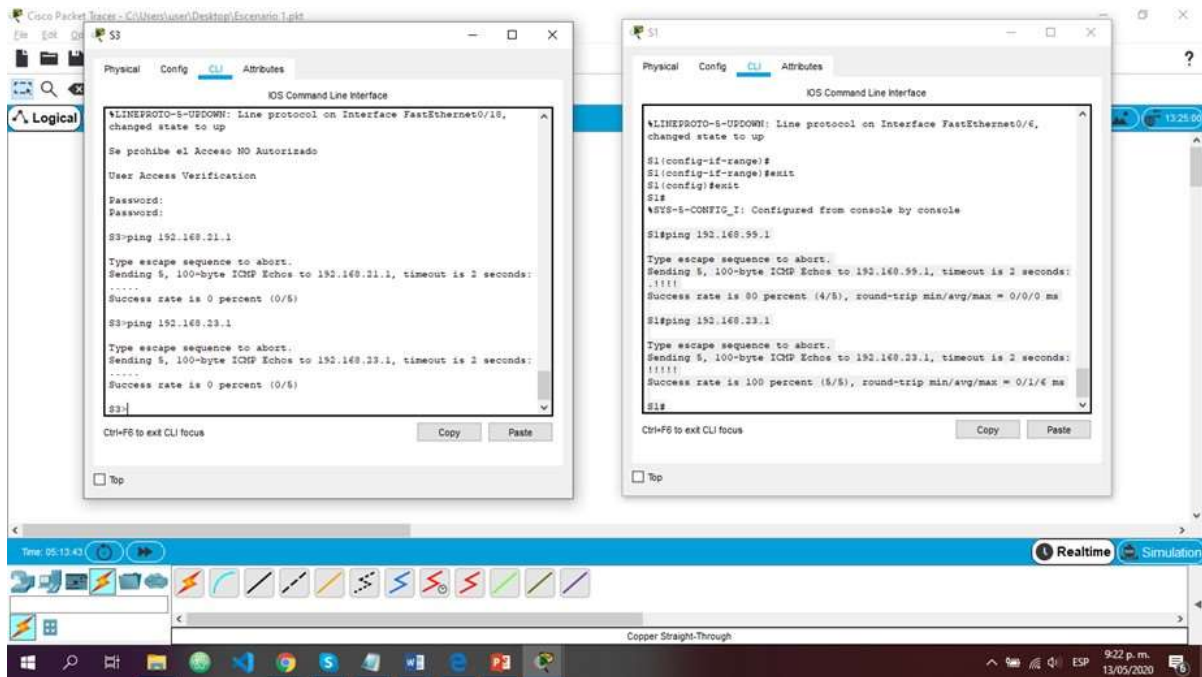 Cisco Packet Tracer - C:\Users\user\Desktop\Escenario 1.pkt
File Edit
Logical
13:25:00
S3
Physical Config CLI Attributes
IOS Command Line Interface
%LINEPROTO-5-UPDOWN: Line protocol on Interface FastEthernet0/18,
changed state to up
Se prohibe el Acceso NO Autorizado
User Access Verification
Password:
Password:
S3>ping 192.168.21.1
Type escape sequence to abort.
Sending 5, 100-byte ICMP Echos to 192.168.21.1, timeout is 2 seconds:
.....
Success rate is 0 percent (0/5)
S3>ping 192.168.23.1
Type escape sequence to abort.
Sending 5, 100-byte ICMP Echos to 192.168.23.1, timeout is 2 seconds:
.....
Success rate is 0 percent (0/5)
S3>
Ctrl+F6 to exit CLI focus
Copy Paste
Top
S1
Physical Config CLI Attributes
IOS Command Line Interface
%LINEPROTO-5-UPDOWN: Line protocol on Interface FastEthernet0/6,
changed state to up
S1(config-if-range)#
S1(config-if-range)#exit
S1(config)#exit
S1#
%SYS-5-CONFIG_I: Configured from console by console
S1#ping 192.168.99.1
Type escape sequence to abort.
Sending 5, 100-byte ICMP Echos to 192.168.99.1, timeout is 2 seconds:
.!!!!
Success rate is 80 percent (4/5), round-trip min/avg/max = 0/0/0 ms
S1#ping 192.168.23.1
Type escape sequence to abort.
Sending 5, 100-byte ICMP Echos to 192.168.23.1, timeout is 2 seconds:
!!!!!
Success rate is 100 percent (5/5), round-trip min/avg/max = 0/1/6 ms
S1#
Ctrl+F6 to exit CLI focus
Copy Paste
Top
Time: 05:13:43
Realtime Simulation
Copper Straight-Through
ESP
9:22 p. m.
13/05/2020